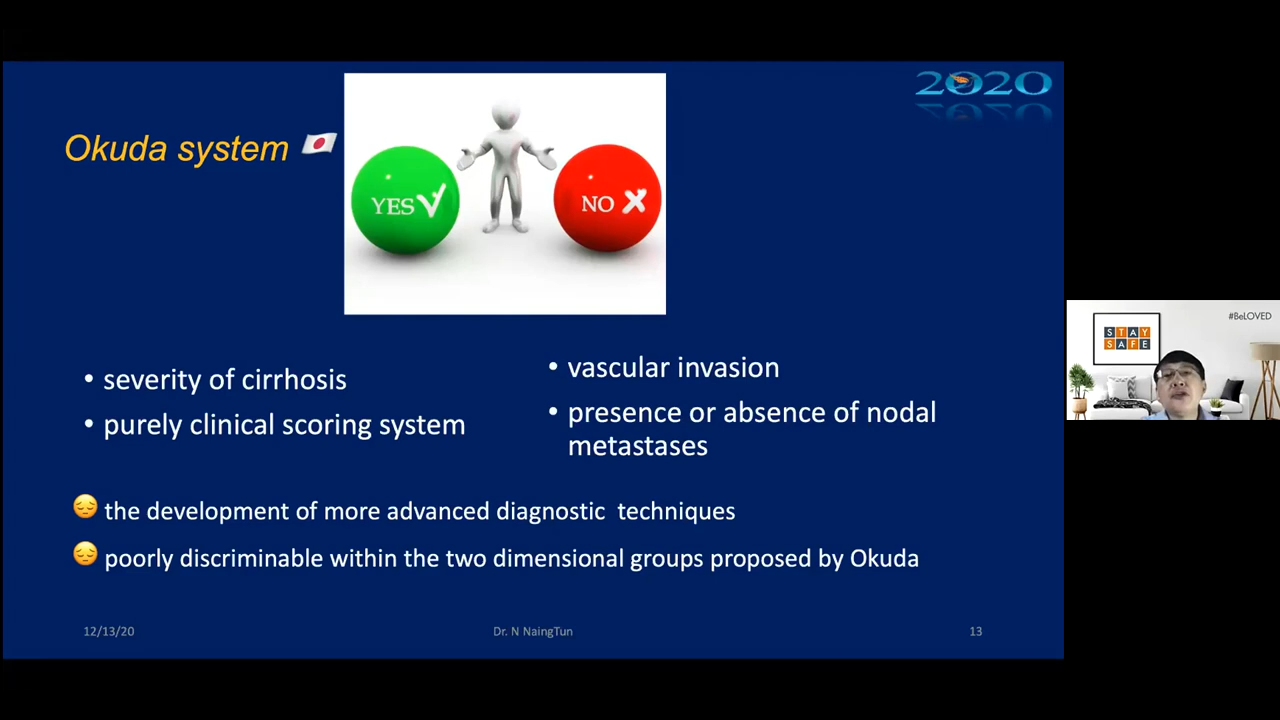 2020
Okuda system
YES
NO
• severity of cirrhosis
• purely clinical scoring system
• vascular invasion
• presence or absence of nodal
metastases
the development of more advanced diagnostic techniques
poorly discriminable within the two dimensional groups proposed by Okuda
12/13/20
Dr. N NaingTun
13
#BeLOVED
STAY
SAFE